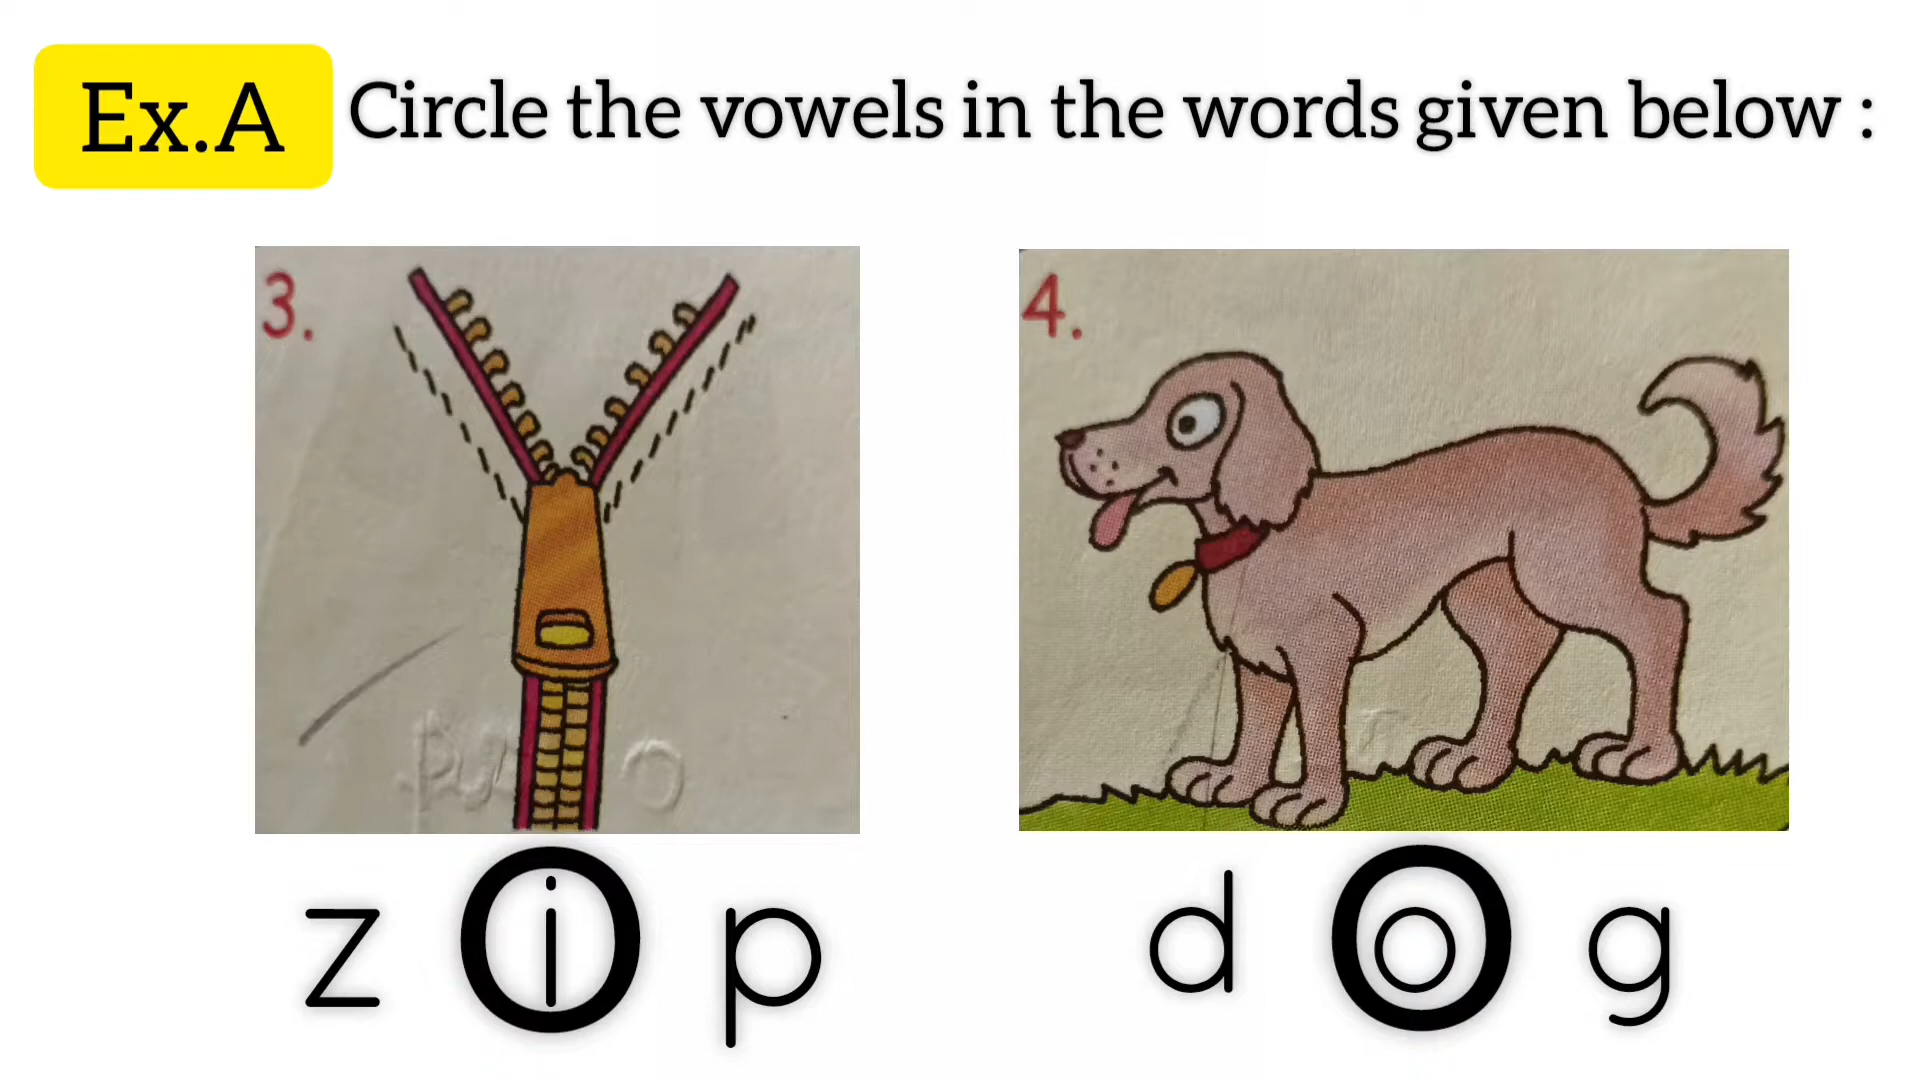 Ex.A Circle the vowels in the words given below :
3.
4.
z i p
d o g